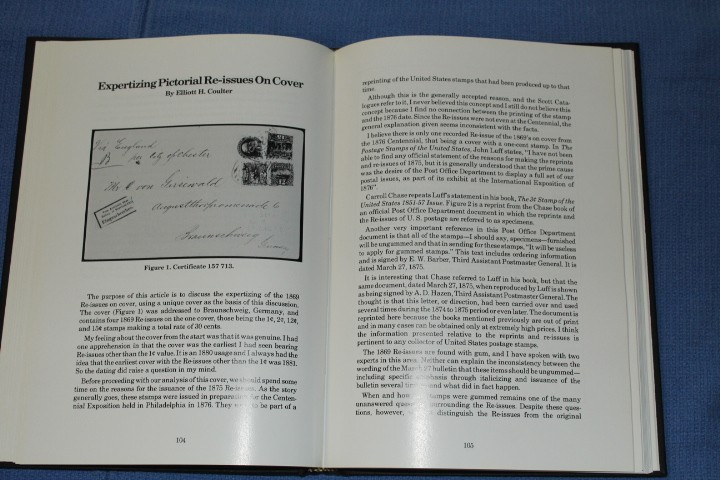 Expertizing Pictorial Re-issues On Cover
By Elliott H. Coulter
Via England
per City of Chester
Braunschweig
Germany
Figure 1. Certificate 157 713.
The purpose of this article is to discuss the expertizing of the 1869
Re-issues on cover, using a unique cover as the basis of this discussion.
The cover (Figure 1) was addressed to Braunschweig, Germany, and
contains four 1869 Re-issues on the cover, those being the 1¢, 2¢, 12¢,
and 15¢ stamps making a total rate of 30 cents.
My feeling about the cover from the start was that it was genuine. I had
one apprehension in that the cover was the earliest I had seen bearing
Re-issues other than the 1¢ value. It is an 1880 usage and I always had the
idea that the earliest cover with the Re-issues other than the 1¢ was 1881.
So the dating did raise a question in my mind.
Before proceeding with our analysis of this cover, we should spend some
time on the reasons for the issuance of the 1875 Re-issues. As the story
generally goes, these stamps were issued in preparation for the Centen-
nial Exposition held in Philadelphia in 1876. They were to be part of a
104
reprinting of the United States stamps that had been produced up to that
time.
Although this is the generally accepted reason, and the Scott Cata-
logues refer to it, I never believed this concept and I still do not believe this
concept because I find no connection between the printing of the stamp
and the 1876 date. Since the Re-issues were not even at the Centennial, the
general explanation given seems inconsistent with the facts.
I believe there is only one recorded Re-issue of the 1869's on cover from
the 1876 Centennial, that being a cover with a one-cent stamp. In The
Postage Stamps of the United States, John Luff states, "I have not been
able to find any official statement of the reasons for making the reprints
and re-issues of 1875, but it is generally understood that the prime cause
was the desire of the Post Office Department to display a full set of our
postal issues, as part of its exhibit at the International Exposition of
1876".
Carroll Chase repeats Luff's statement in his book, The 3¢ Stamp of the
United States 1851-57 Issue. Figure 2 is a reprint from the Chase book of
an official Post Office Department document in which the reprints and
the Re-issues of U.S. postage are referred to as specimens.
Another very important reference in this Post Office Department
document is that all of the stamps—I should say, specimens—furnished
will be ungummed and that in sending for these stamps, "It will be useless
to apply for gummed stamps." This text includes ordering information
and is signed by E. W. Barber, Third Assistant Postmaster General. It is
dated March 27, 1875.
It is interesting that Chase referred to Luff in his book, but that the
same document, dated March 27, 1875, when reproduced by Luff is shown
as being signed by A. D. Hazen, Third Assistant Postmaster General. The
thought is that this letter, or direction, had been carried over and used
several times during the 1874 to 1875 period or even later. The document is
reprinted here because the books mentioned previously are out of print
and in many cases can be obtained only at extremely high prices. I think
the information presented relative to the reprints and re-issues is
pertinent to any collector of United States postage stamps.
The 1869 Re-issues are found with gum, and I have spoken with two
experts in this area. Neither can explain the inconsistency between the
wording of the March 27 bulletin that these items should be ungummed—
including specific emphasis through italicizing and issuance of the
bulletin several times and what did in fact happen.
When and how stamps were gummed remains one of the many
unanswered surrounding the Re-issues. Despite these ques-
tions, however, distinguish the Re-issues from the original
105